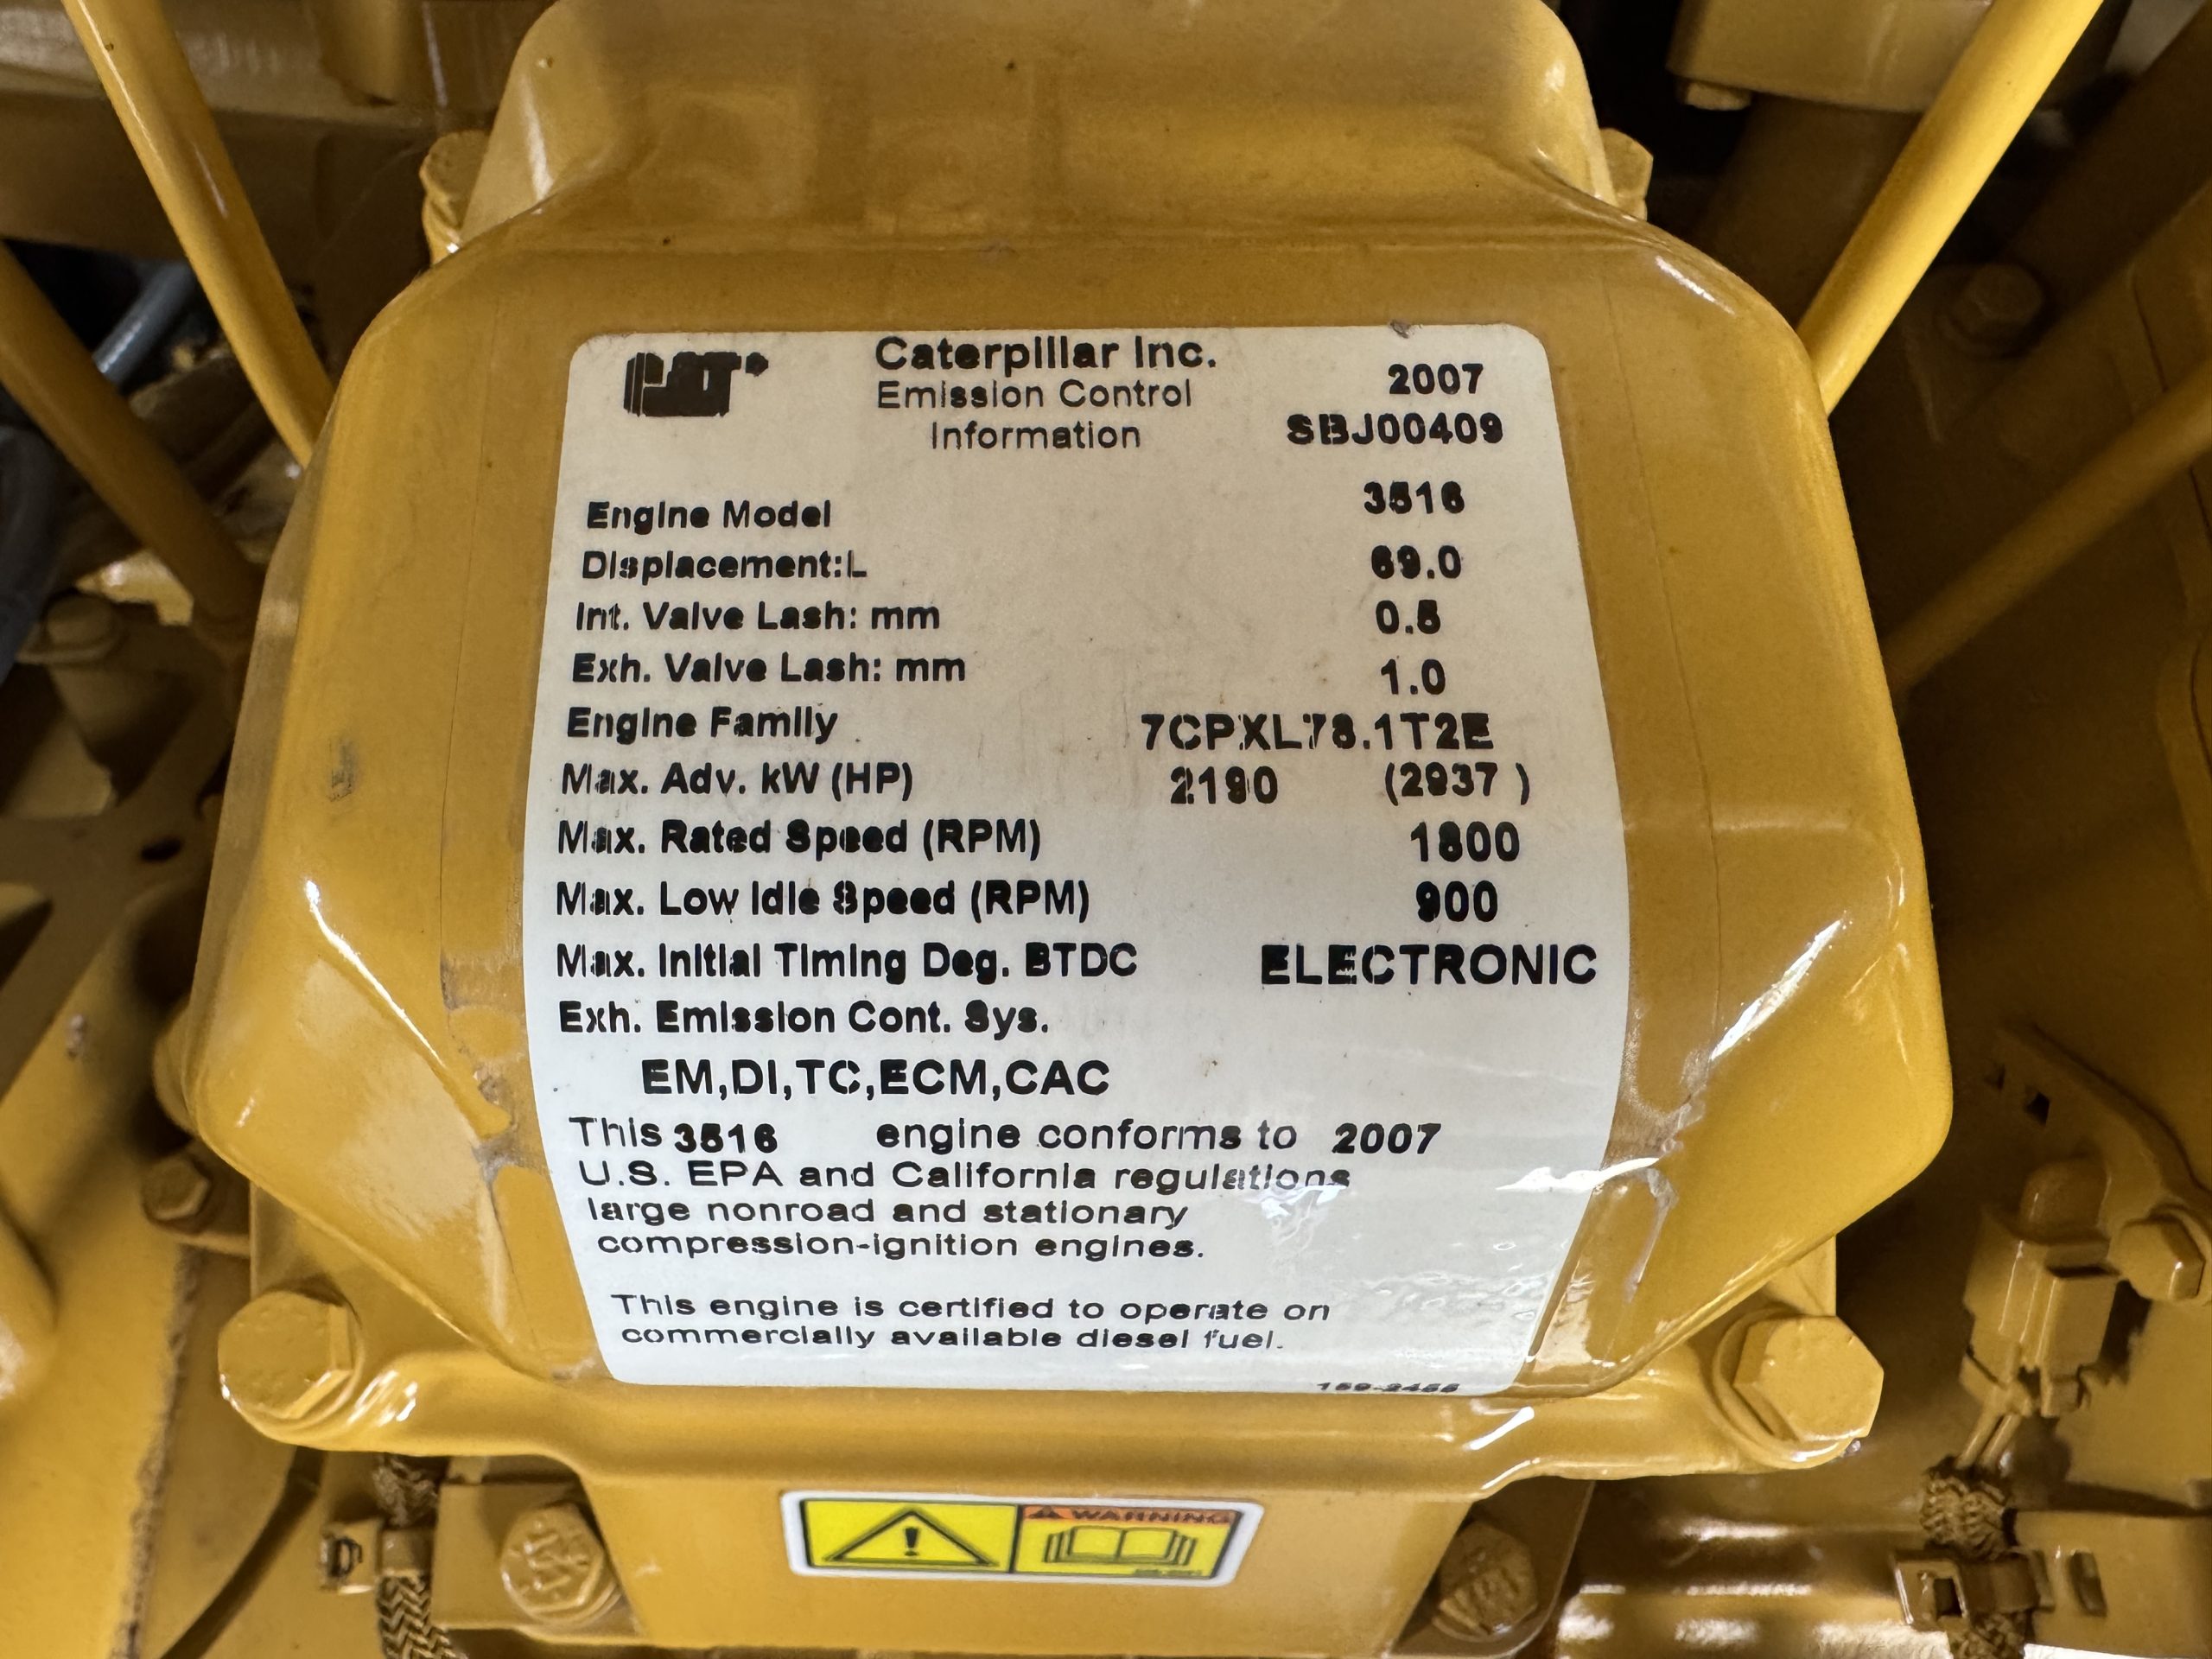 CAT
Caterpillar Inc.
Emission Control
Information
2007
SBJ00409
Engine Model 3516
Displacement:L 69.0
Int. Valve Lash: mm 0.5
Exh. Valve Lash: mm 1.0
Engine Family 7CPXL78.1T2E
Max. Adv. kW (HP) 2190 (2937 )
Max. Rated Speed (RPM) 1800
Max. Low Idle Speed (RPM) 900
Max. Initial Timing Deg. BTDC ELECTRONIC
Exh. Emission Cont. Sys.
EM,DI,TC,ECM,CAC
This 3516 engine conforms to 2007
U.S. EPA and California regulations
large nonroad and stationary
compression-ignition engines.
This engine is certified to operate on
commercially available diesel fuel.
WARNING